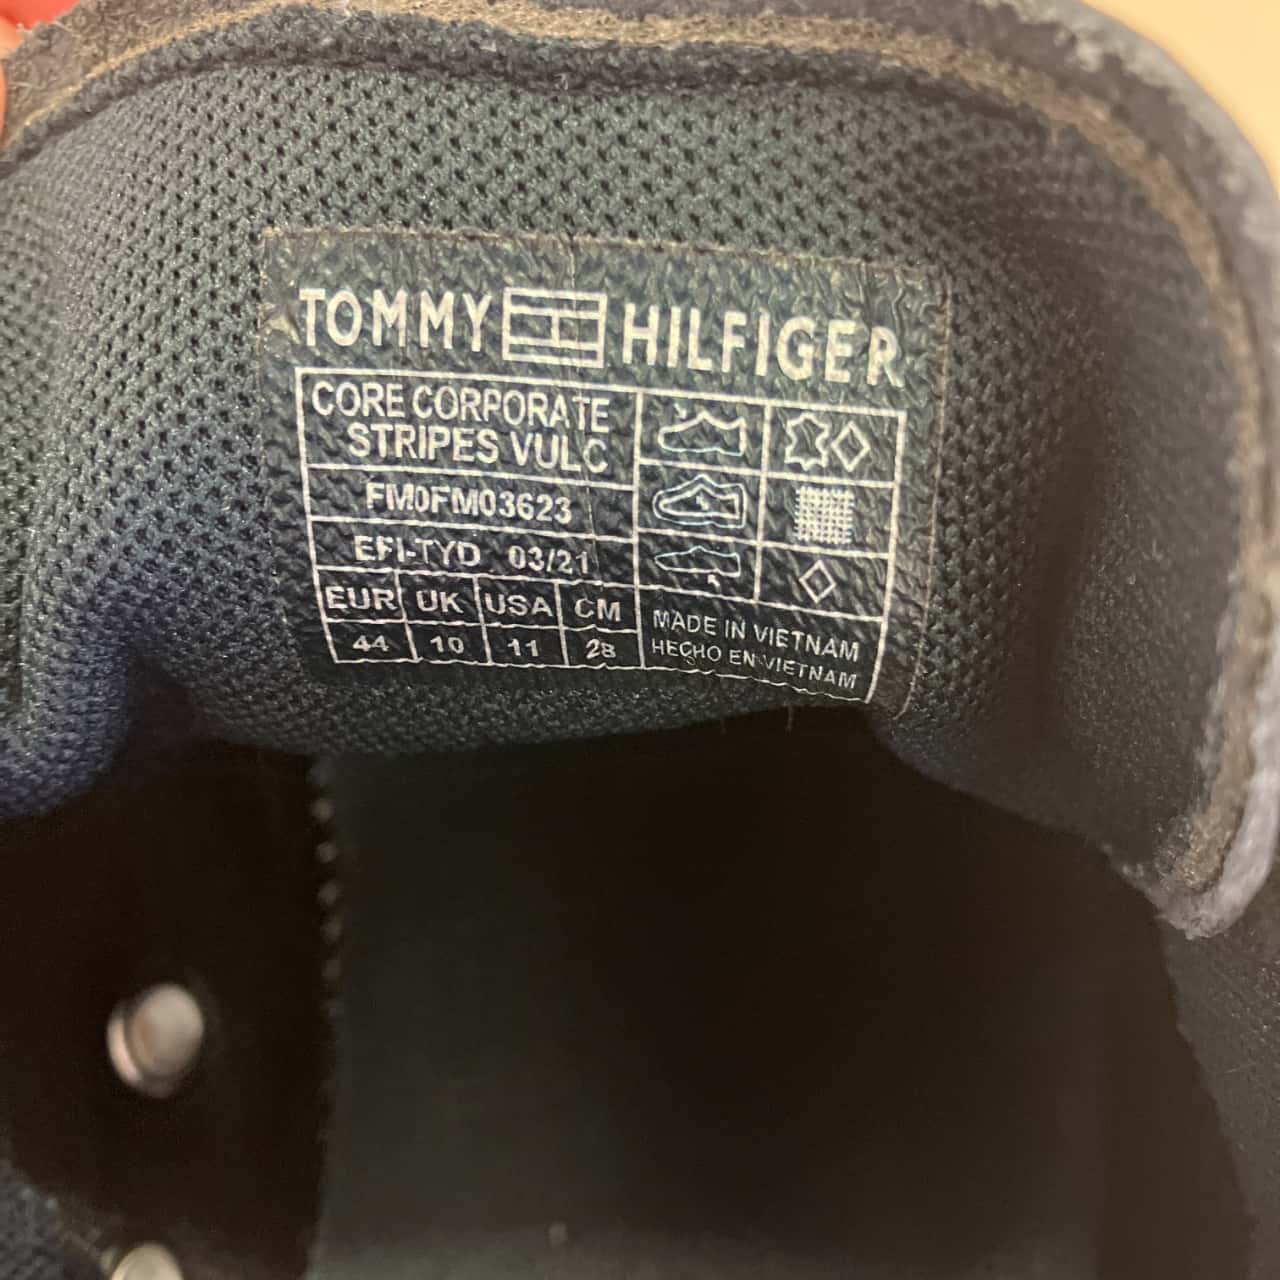 TOMMY HILFIGER
CORE CORPORATE
STRIPES VULC
FM0FM03623
EFI-TYD 03/21
EUR UK USA CM
44 10 11 28
MADE IN VIETNAM
HECHO EN VIETNAM